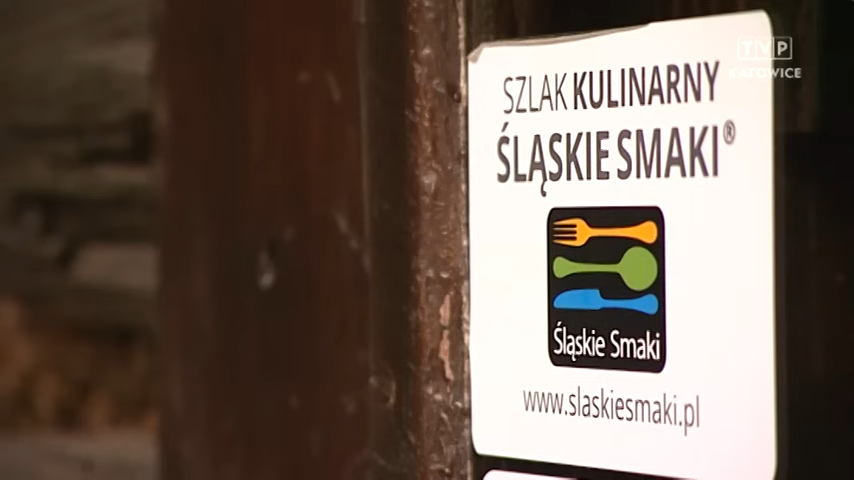 TVP
KATOWICE
SZLAK KULINARNY
ŚLĄSKIE SMAKI®
Śląskie Smaki
www.slaskiesmaki.pl